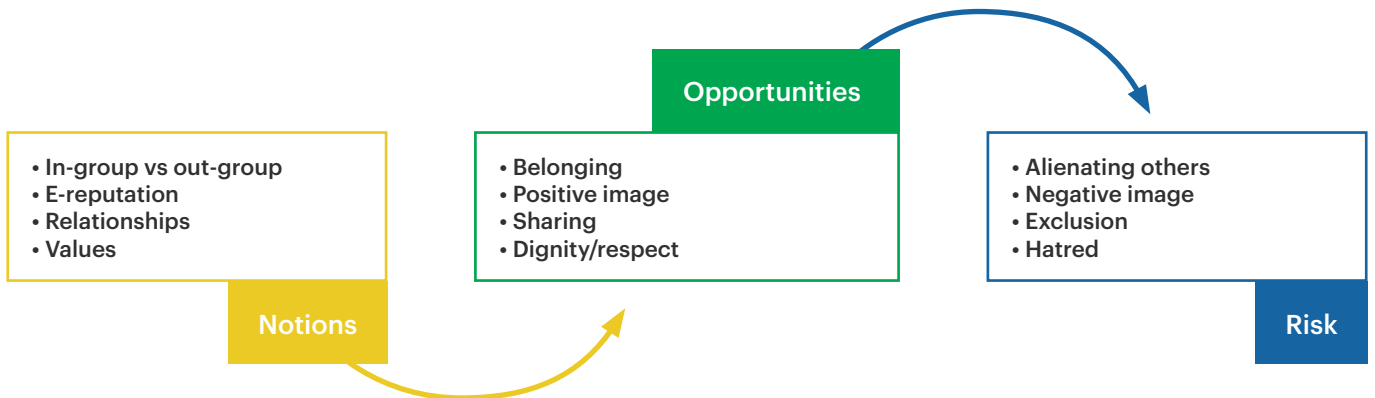 Opportunities
• In-group vs out-group
• E-reputation
• Relationships
• Values
Notions
• Belonging
• Positive image
• Sharing
• Dignity/respect
• Alienating others
• Negative image
• Exclusion
• Hatred
Risk